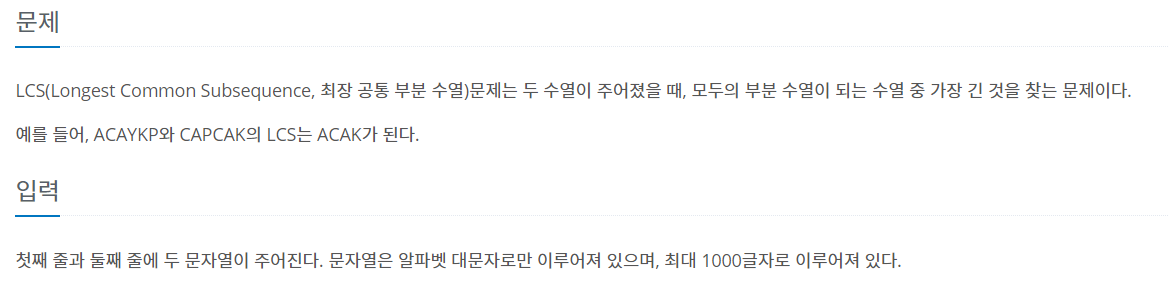 문제
LCS(Longest Common Subsequence, 최장 공통 부분 수열)문제는 두 수열이 주어졌을 때, 모두의 부분 수열이 되는 수열 중 가장 긴 것을 찾는 문제이다.
예를 들어, ACAYKP와 CAPCAK의 LCS는 ACAK가 된다.
입력
첫째 줄과 둘째 줄에 두 문자열이 주어진다. 문자열은 알파벳 대문자로만 이루어져 있으며, 최대 1000글자로 이루어져 있다.